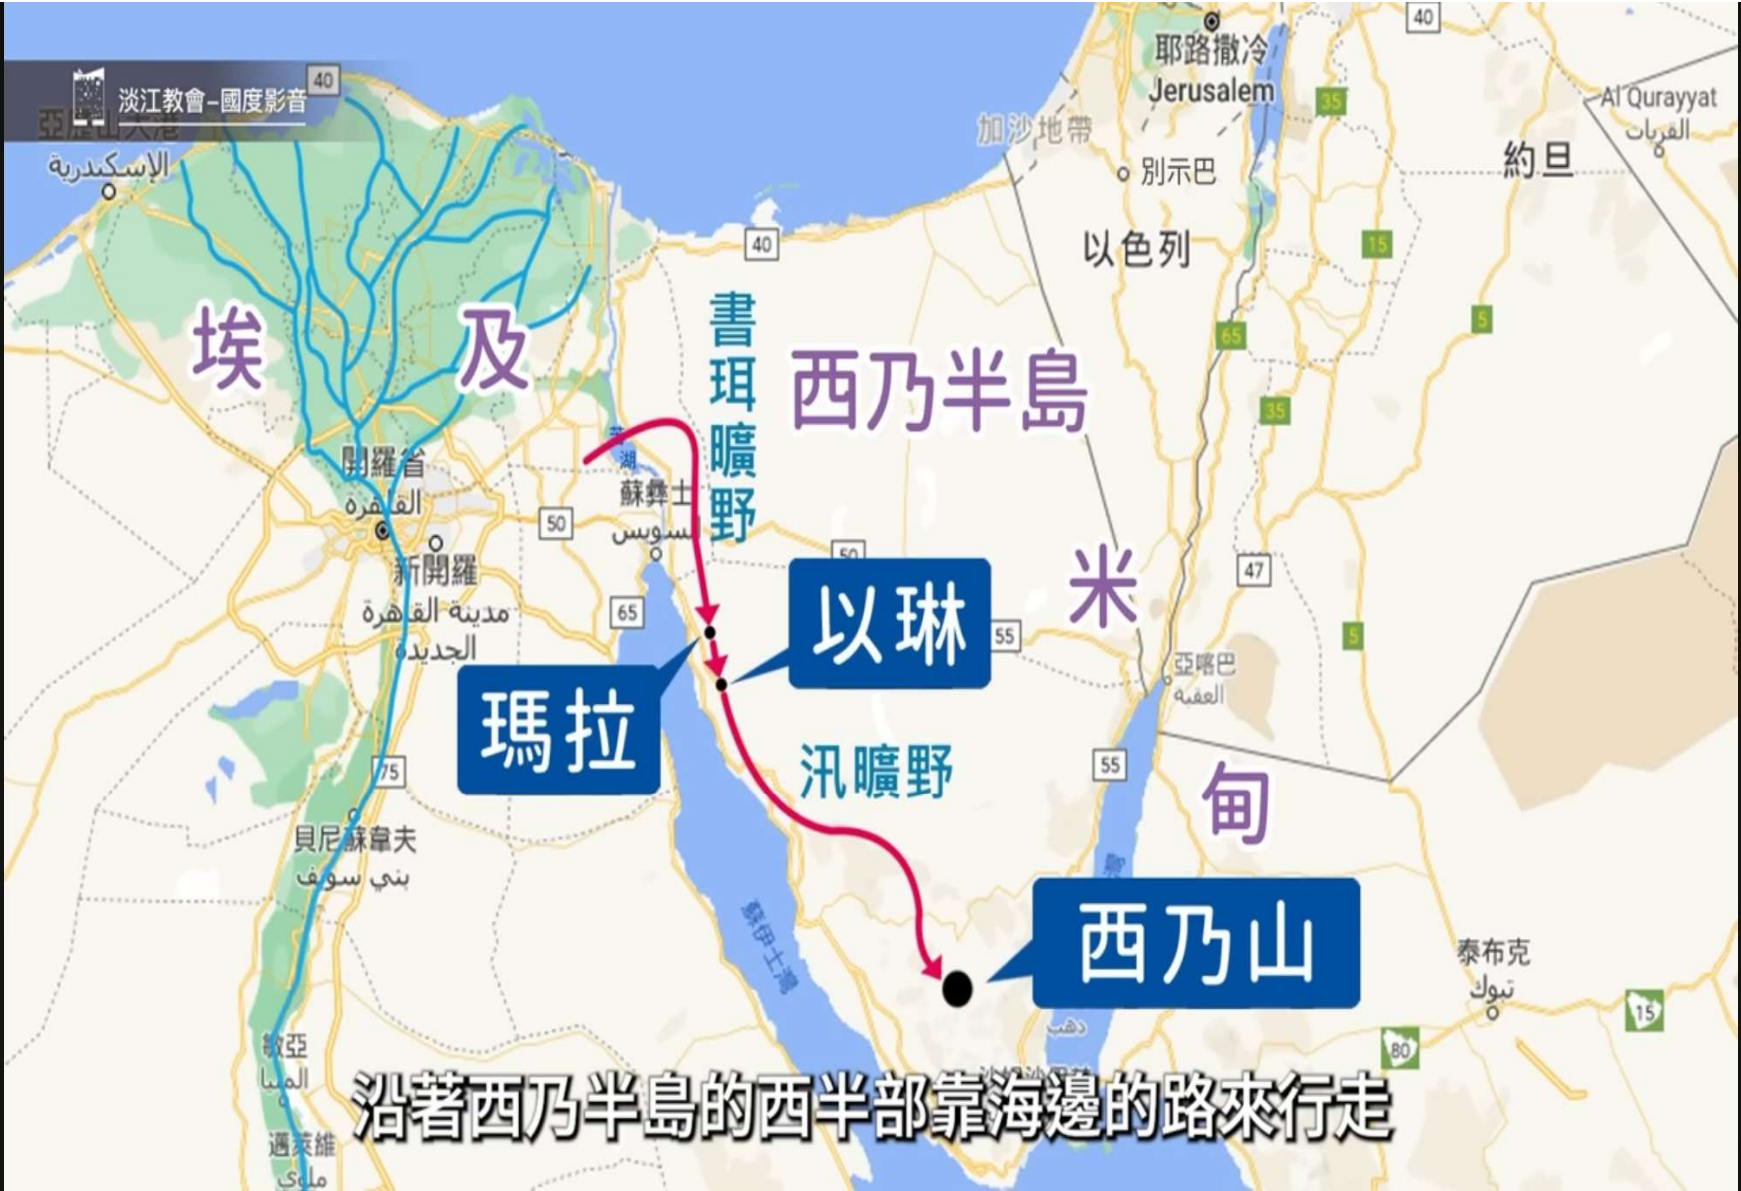 40
淡江教會-國度影音
40
الإسكندرية
耶路撒冷
Jerusalem
35
Al Qurayyat
القريات
加沙地帶
別示巴
約旦
40
以色列
15
埃及
書珥曠野
西乃半島
65
5
35
開羅省
القاهرة
蘇彝士
السويس
50
50
新開羅
مدينة القاهرة
الجديدة
65
以琳
55
米
47
5
瑪拉
亞喀巴
العقبة
75
汛曠野
55
甸
貝尼蘇韋夫
بني سويف
蘇伊士灣
西乃山
泰布克
تبوك
دهب
15
80
敏亞
المنيا
沿著西乃半島的西半部靠海邊的路來行走
邁萊維
ملوي